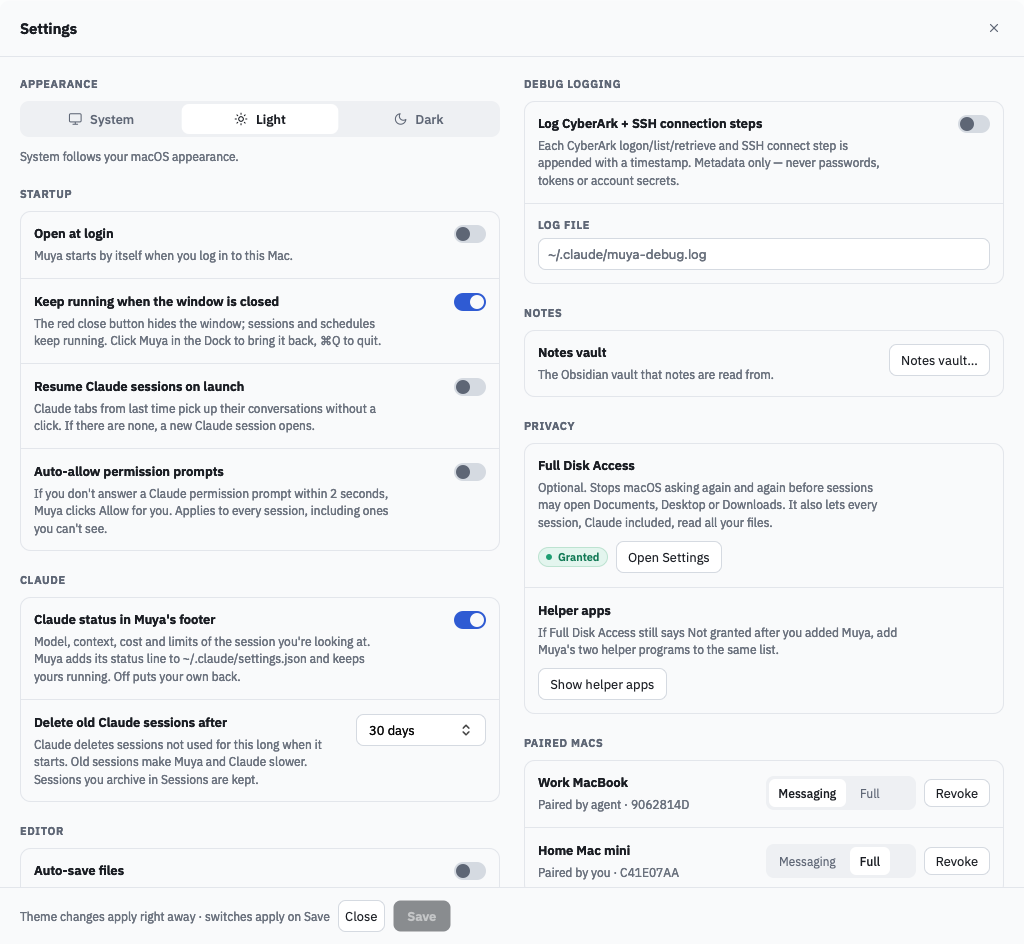 Settings
APPEARANCE
System
Light
Dark
System follows your macOS appearance.
STARTUP
Open at login
Muya starts by itself when you log in to this Mac.
Keep running when the window is closed
The red close button hides the window; sessions and schedules
keep running. Click Muya in the Dock to bring it back, ⌘Q to quit.
Resume Claude sessions on launch
Claude tabs from last time pick up their conversations without a
click. If there are none, a new Claude session opens.
Auto-allow permission prompts
If you don't answer a Claude permission prompt within 2 seconds,
Muya clicks Allow for you. Applies to every session, including ones
you can't see.
CLAUDE
Claude status in Muya's footer
Model, context, cost and limits of the session you're looking at.
Muya adds its status line to ~/.claude/settings.json and keeps
yours running. Off puts your own back.
Delete old Claude sessions after
30 days
Claude deletes sessions not used for this long when it
starts. Old sessions make Muya and Claude slower.
Sessions you archive in Sessions are kept.
EDITOR
Auto-save files
DEBUG LOGGING
Log CyberArk + SSH connection steps
Each CyberArk logon/list/retrieve and SSH connect step is
appended with a timestamp. Metadata only — never passwords,
tokens or account secrets.
LOG FILE
~/.claude/muya-debug.log
NOTES
Notes vault
The Obsidian vault that notes are read from.
Notes vault...
PRIVACY
Full Disk Access
Optional. Stops macOS asking again and again before sessions
may open Documents, Desktop or Downloads. It also lets every
session, Claude included, read all your files.
Granted
Open Settings
Helper apps
If Full Disk Access still says Not granted after you added Muya, add
Muya's two helper programs to the same list.
Show helper apps
PAIRED MACS
Work MacBook
Paired by agent · 9062814D
Messaging
Full
Revoke
Home Mac mini
Paired by you · C41E07AA
Messaging
Full
Revoke
Theme changes apply right away · switches apply on Save
Close
Save